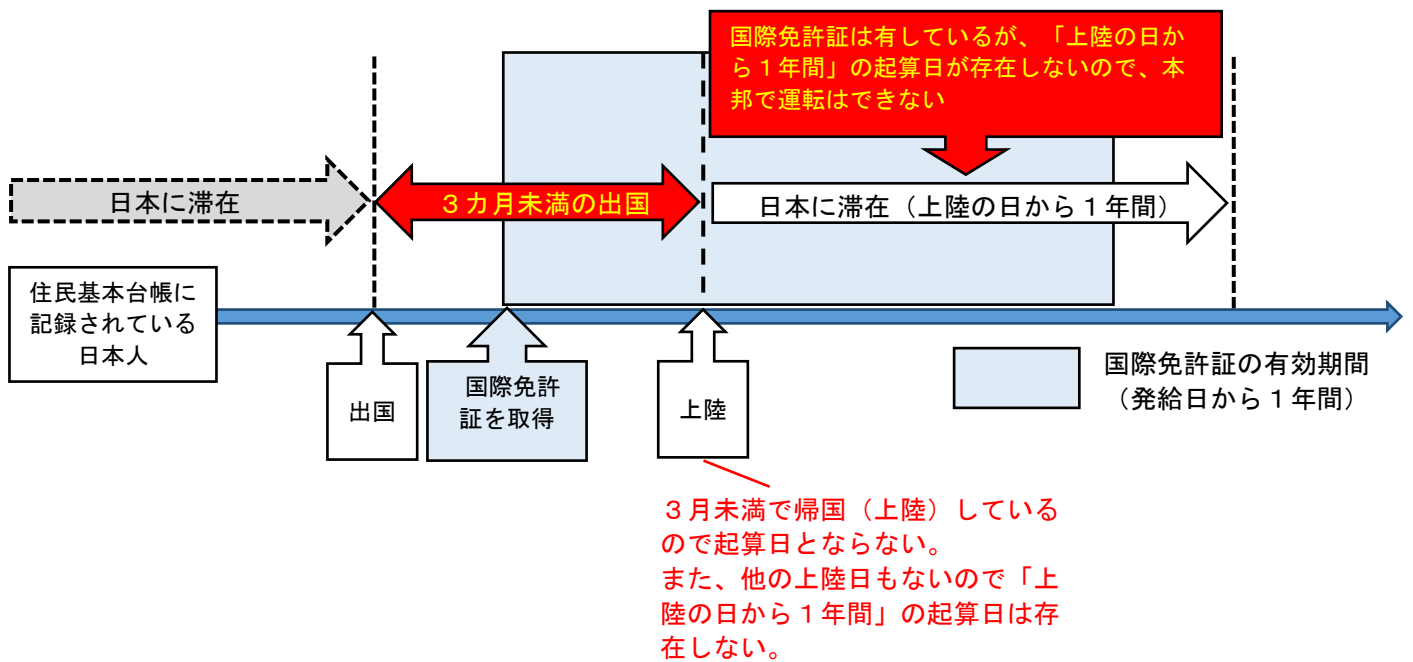 国際免許証は有しているが、「上陸の日か
ら１年間」の起算日が存在しないので、本
邦で運転はできない
日本に滞在
３カ月未満の出国
日本に滞在（上陸の日から１年間）
住民基本台帳に
記録されている
日本人
出国
国際免許
証を取得
上陸
国際免許証の有効期間
（発給日から１年間）
３月未満で帰国（上陸）している
ので起算日とならない。
また、他の上陸日もないので「上
陸の日から１年間」の起算日は存
在しない。